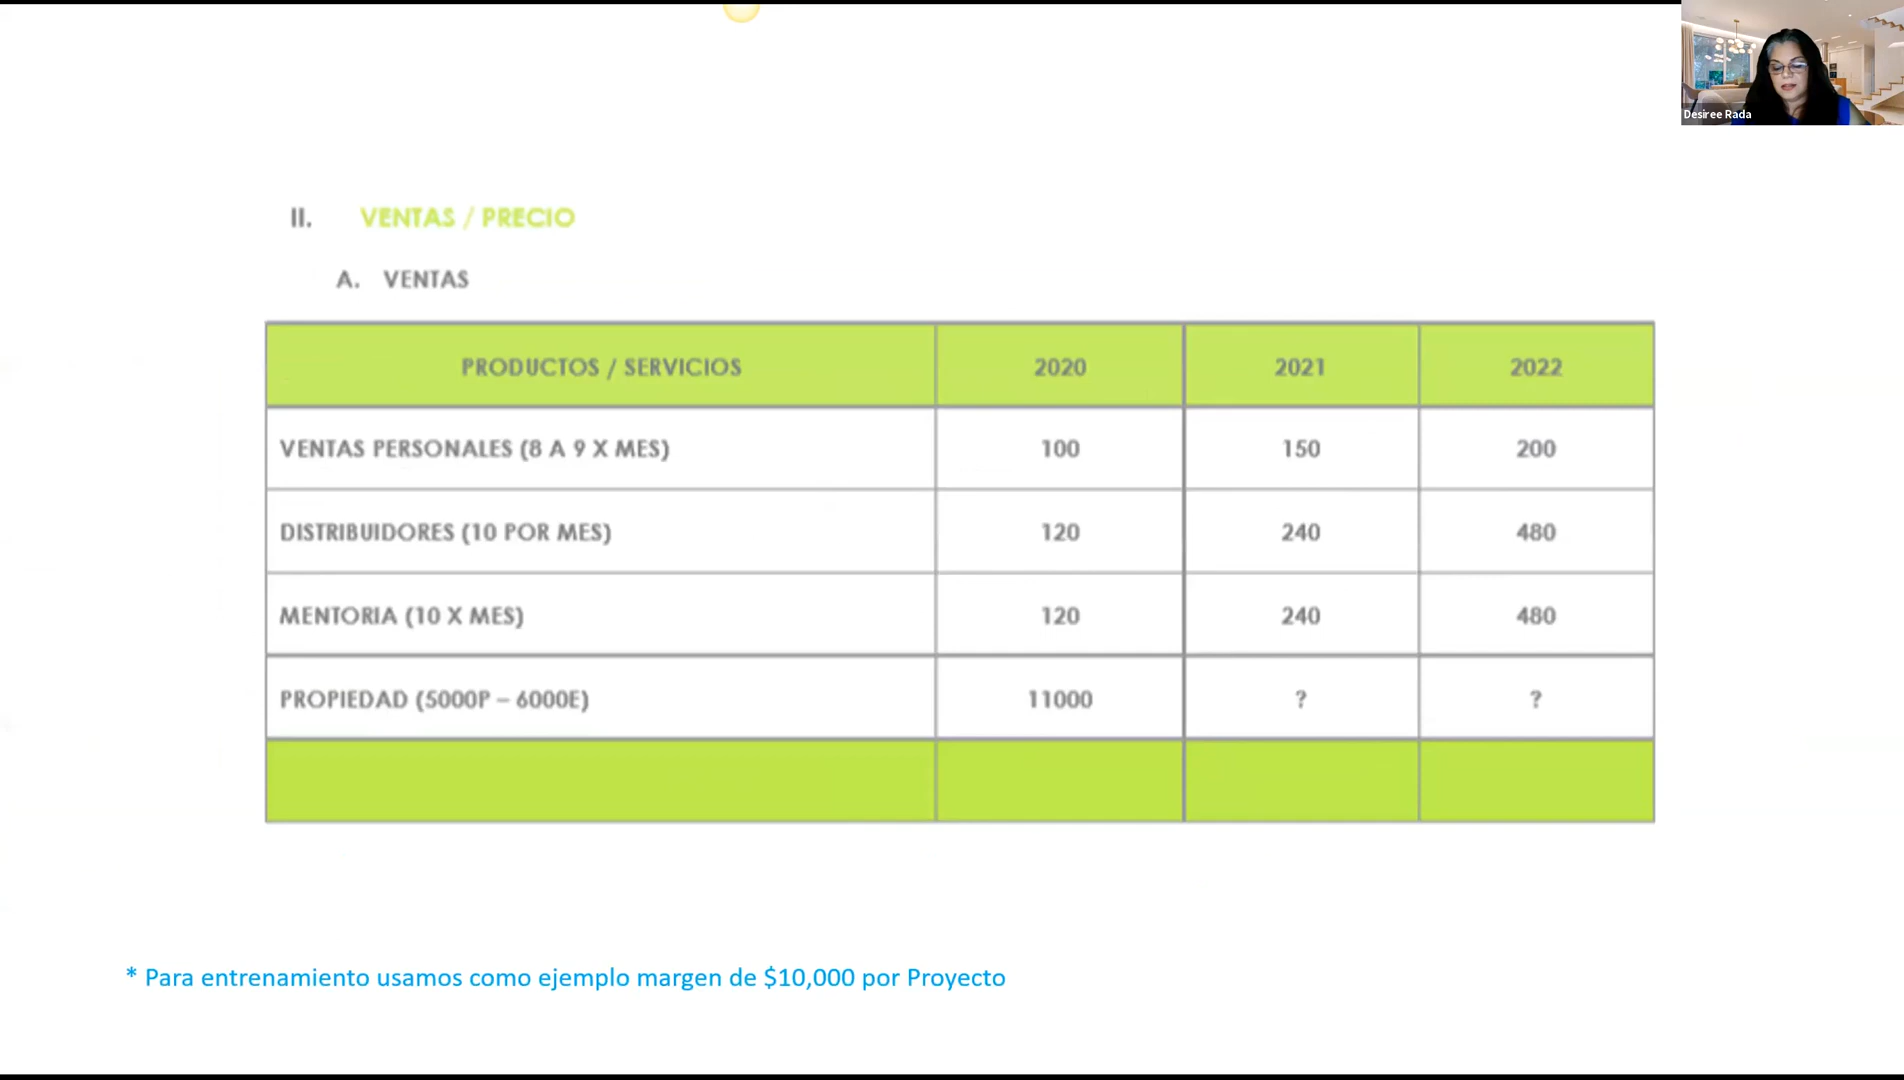 Desiree Rada
II. VENTAS / PRECIO
A. VENTAS
PRODUCTOS / SERVICIOS 2020 2021 2022
VENTAS PERSONALES (8 A 9 X MES) 100 150 200
DISTRIBUIDORES (10 POR MES) 120 240 480
MENTORIA (10 X MES) 120 240 480
PROPIEDAD (5000P – 6000E) 11000 ? ?
* Para entrenamiento usamos como ejemplo margen de $10,000 por Proyecto